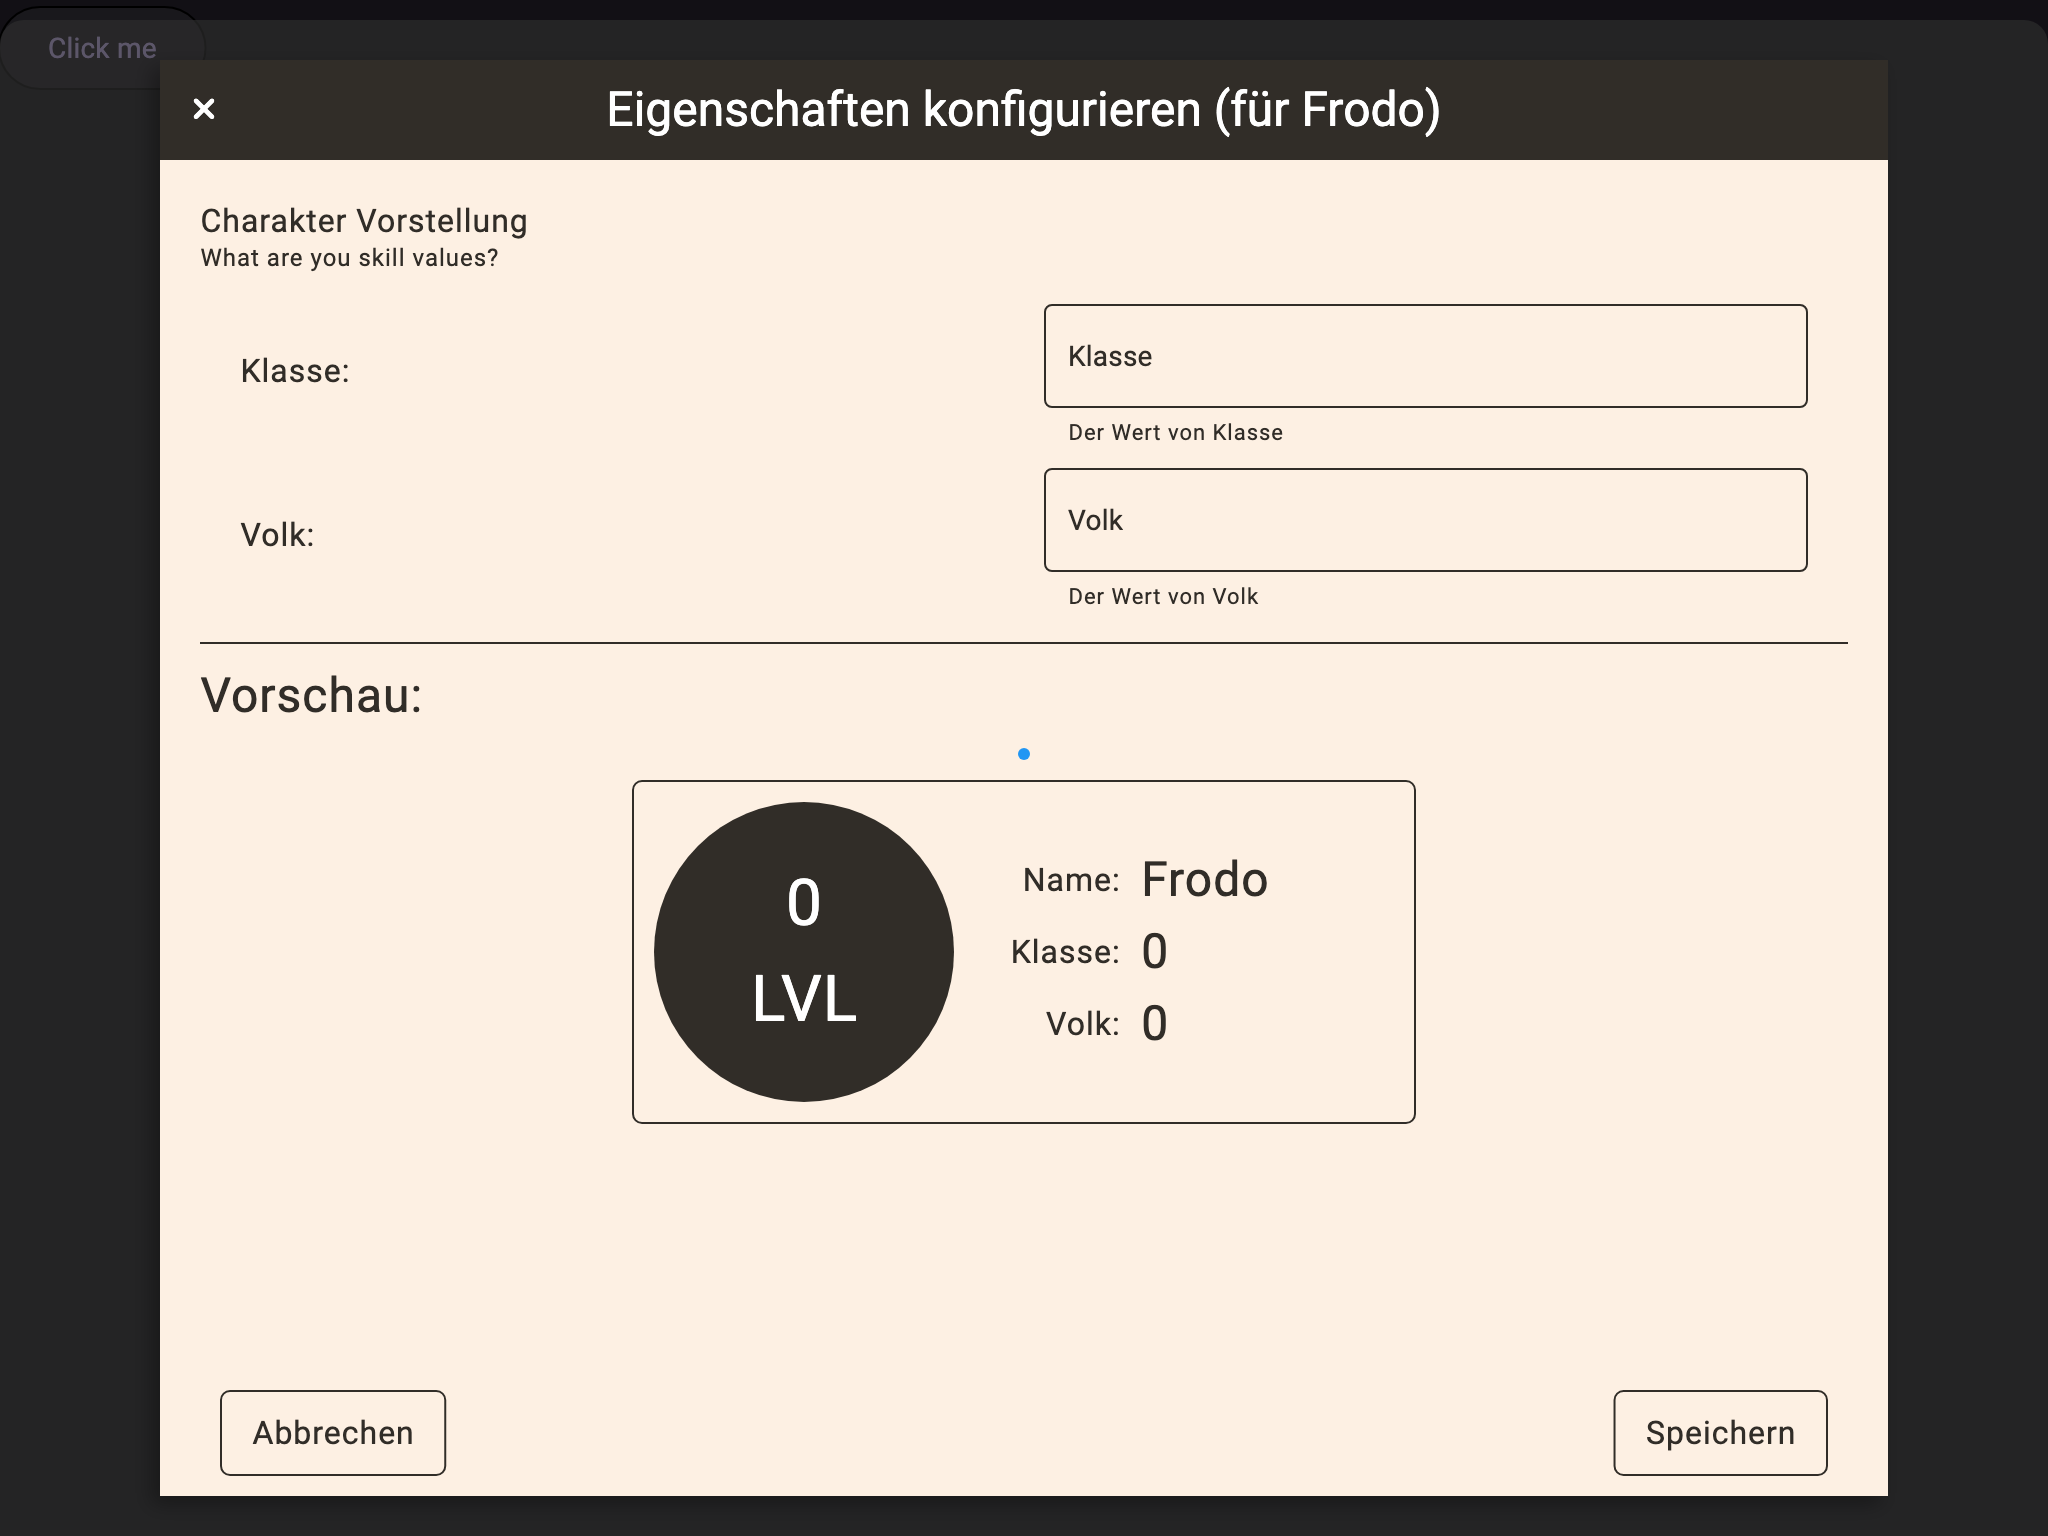 Click me
Eigenschaften konfigurieren (für Frodo)
Charakter Vorstellung
What are you skill values?
Klasse:
Klasse
Der Wert von Klasse
Volk:
Volk
Der Wert von Volk
Vorschau:
0
LVL
Name: Frodo
Klasse: 0
Volk: 0
Abbrechen
Speichern